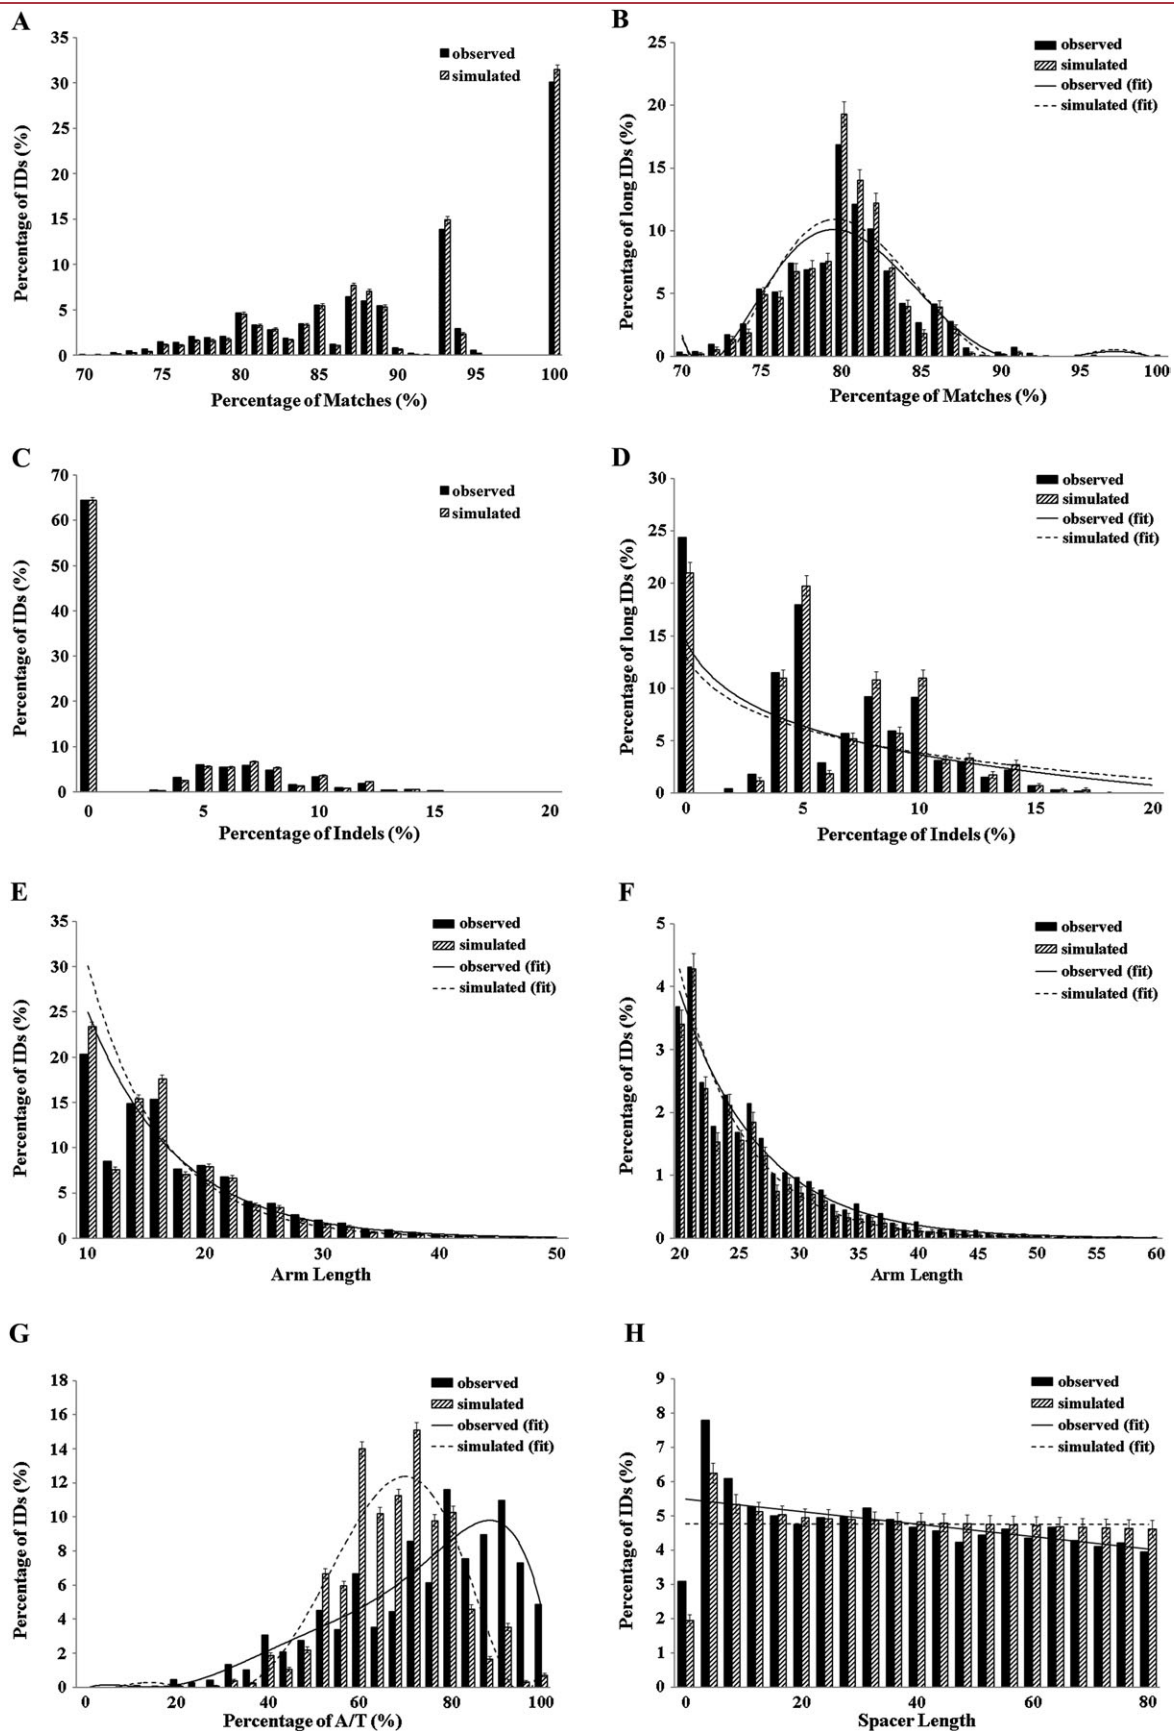 A
35
30
25
20
15
10
5
0
Percentage of IDs (%)
observed
simulated
70 75 80 85 90 95 100
Percentage of Matches (%)
B
25
20
15
10
5
0
Percentage of long IDs (%)
observed
simulated
observed (fit)
simulated (fit)
70 75 80 85 90 95 100
Percentage of Matches (%)
C
70
60
50
40
30
20
10
0
Percentage of IDs (%)
observed
simulated
0 5 10 15 20
Percentage of Indels (%)
D
30
25
20
15
10
5
0
Percentage of long IDs (%)
observed
simulated
observed (fit)
simulated (fit)
0 5 10 15 20
Percentage of Indels (%)
E
35
30
25
20
15
10
5
0
Percentage of IDs (%)
observed
simulated
observed (fit)
simulated (fit)
10 20 30 40 50
Arm Length
F
5
4
3
2
1
0
Percentage of IDs (%)
observed
simulated
observed (fit)
simulated (fit)
20 25 30 35 40 45 50 55 60
Arm Length
G
18
16
14
12
10
8
6
4
2
0
Percentage of IDs (%)
observed
simulated
observed (fit)
simulated (fit)
0 20 40 60 80 100
Percentage of A/T (%)
H
9
8
7
6
5
4
3
2
1
0
Percentage of IDs (%)
observed
simulated
observed (fit)
simulated (fit)
0 20 40 60 80
Spacer Length